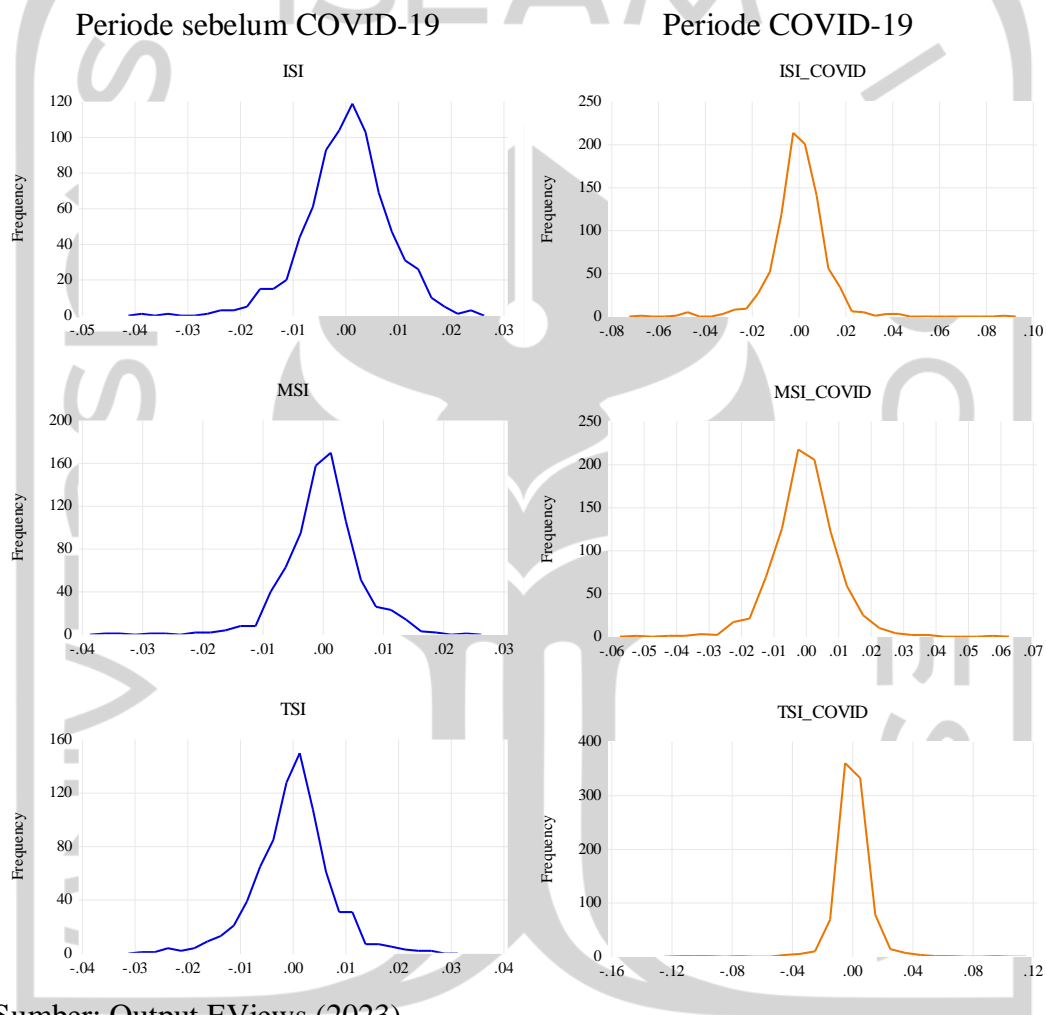 ISLAM
Periode sebelum COVID-19
Periode COVID-19
ISI
Frequency
120
100
80
60
40
20
0
-.05 -.04 -.03 -.02 -.01 .00 .01 .02 .03
ISI_COVID
Frequency
250
200
150
100
50
0
-.08 -.06 -.04 -.02 .00 .02 .04 .06 .08 .10
MSI
Frequency
200
160
120
80
40
0
-.04 -.03 -.02 -.01 .00 .01 .02 .03
MSI_COVID
Frequency
250
200
150
100
50
0
-.06 -.05 -.04 -.03 -.02 -.01 .00 .01 .02 .03 .04 .05 .06 .07
TSI
Frequency
160
120
80
40
0
-.04 -.03 -.02 -.01 .00 .01 .02 .03 .04
TSI_COVID
Frequency
400
300
200
100
0
-.16 -.12 -.08 -.04 .00 .04 .08 .12
Sumber: Output EViews (2023)